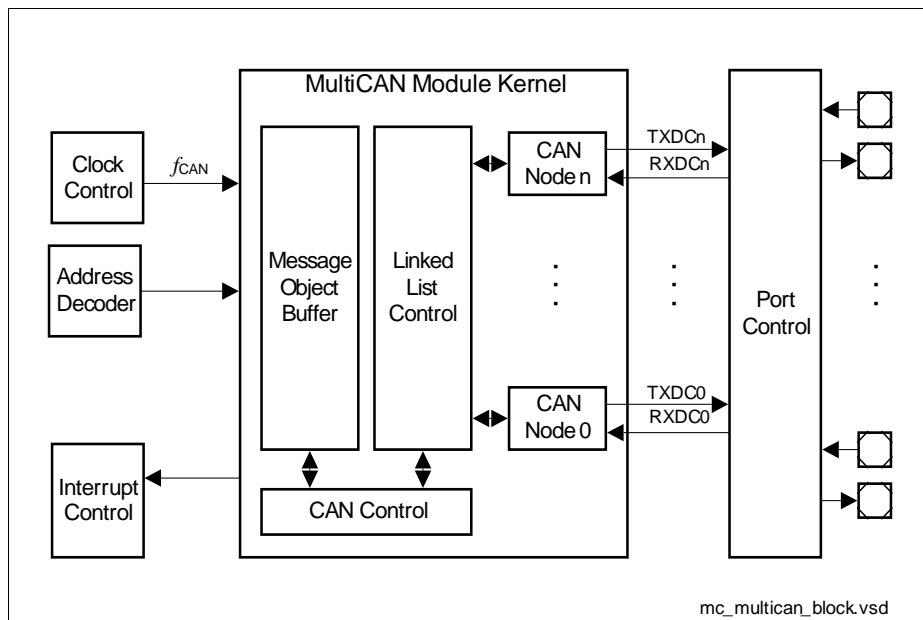 MultiCAN Module Kernel
Clock
Control
fCAN
Address
Decoder
Interrupt
Control
Message
Object
Buffer
Linked
List
Control
CAN Control
CAN
Node n
TXDCn
RXDCn
CAN
Node 0
TXDC0
RXDC0
Port
Control
mc_multican_block.vsd